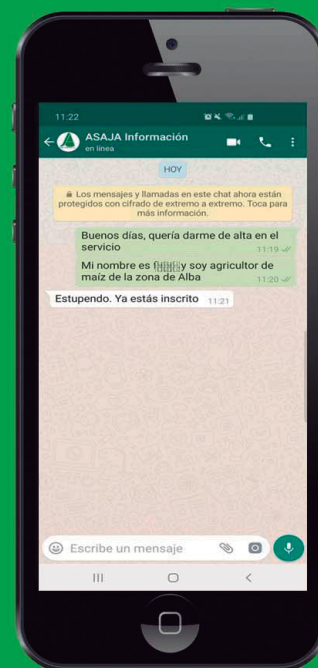 11:22
ASAJA Información
en línea
HOY
Los mensajes y llamadas en este chat ahora están
protegidos con cifrado de extremo a extremo. Toca para
más información.
Buenos días, quería darme de alta en el
servicio
11:19
Mi nombre es y soy agricultor de
maíz de la zona de Alba
11:20
Estupendo. Ya estás inscrito 11:21
Escribe un mensaje